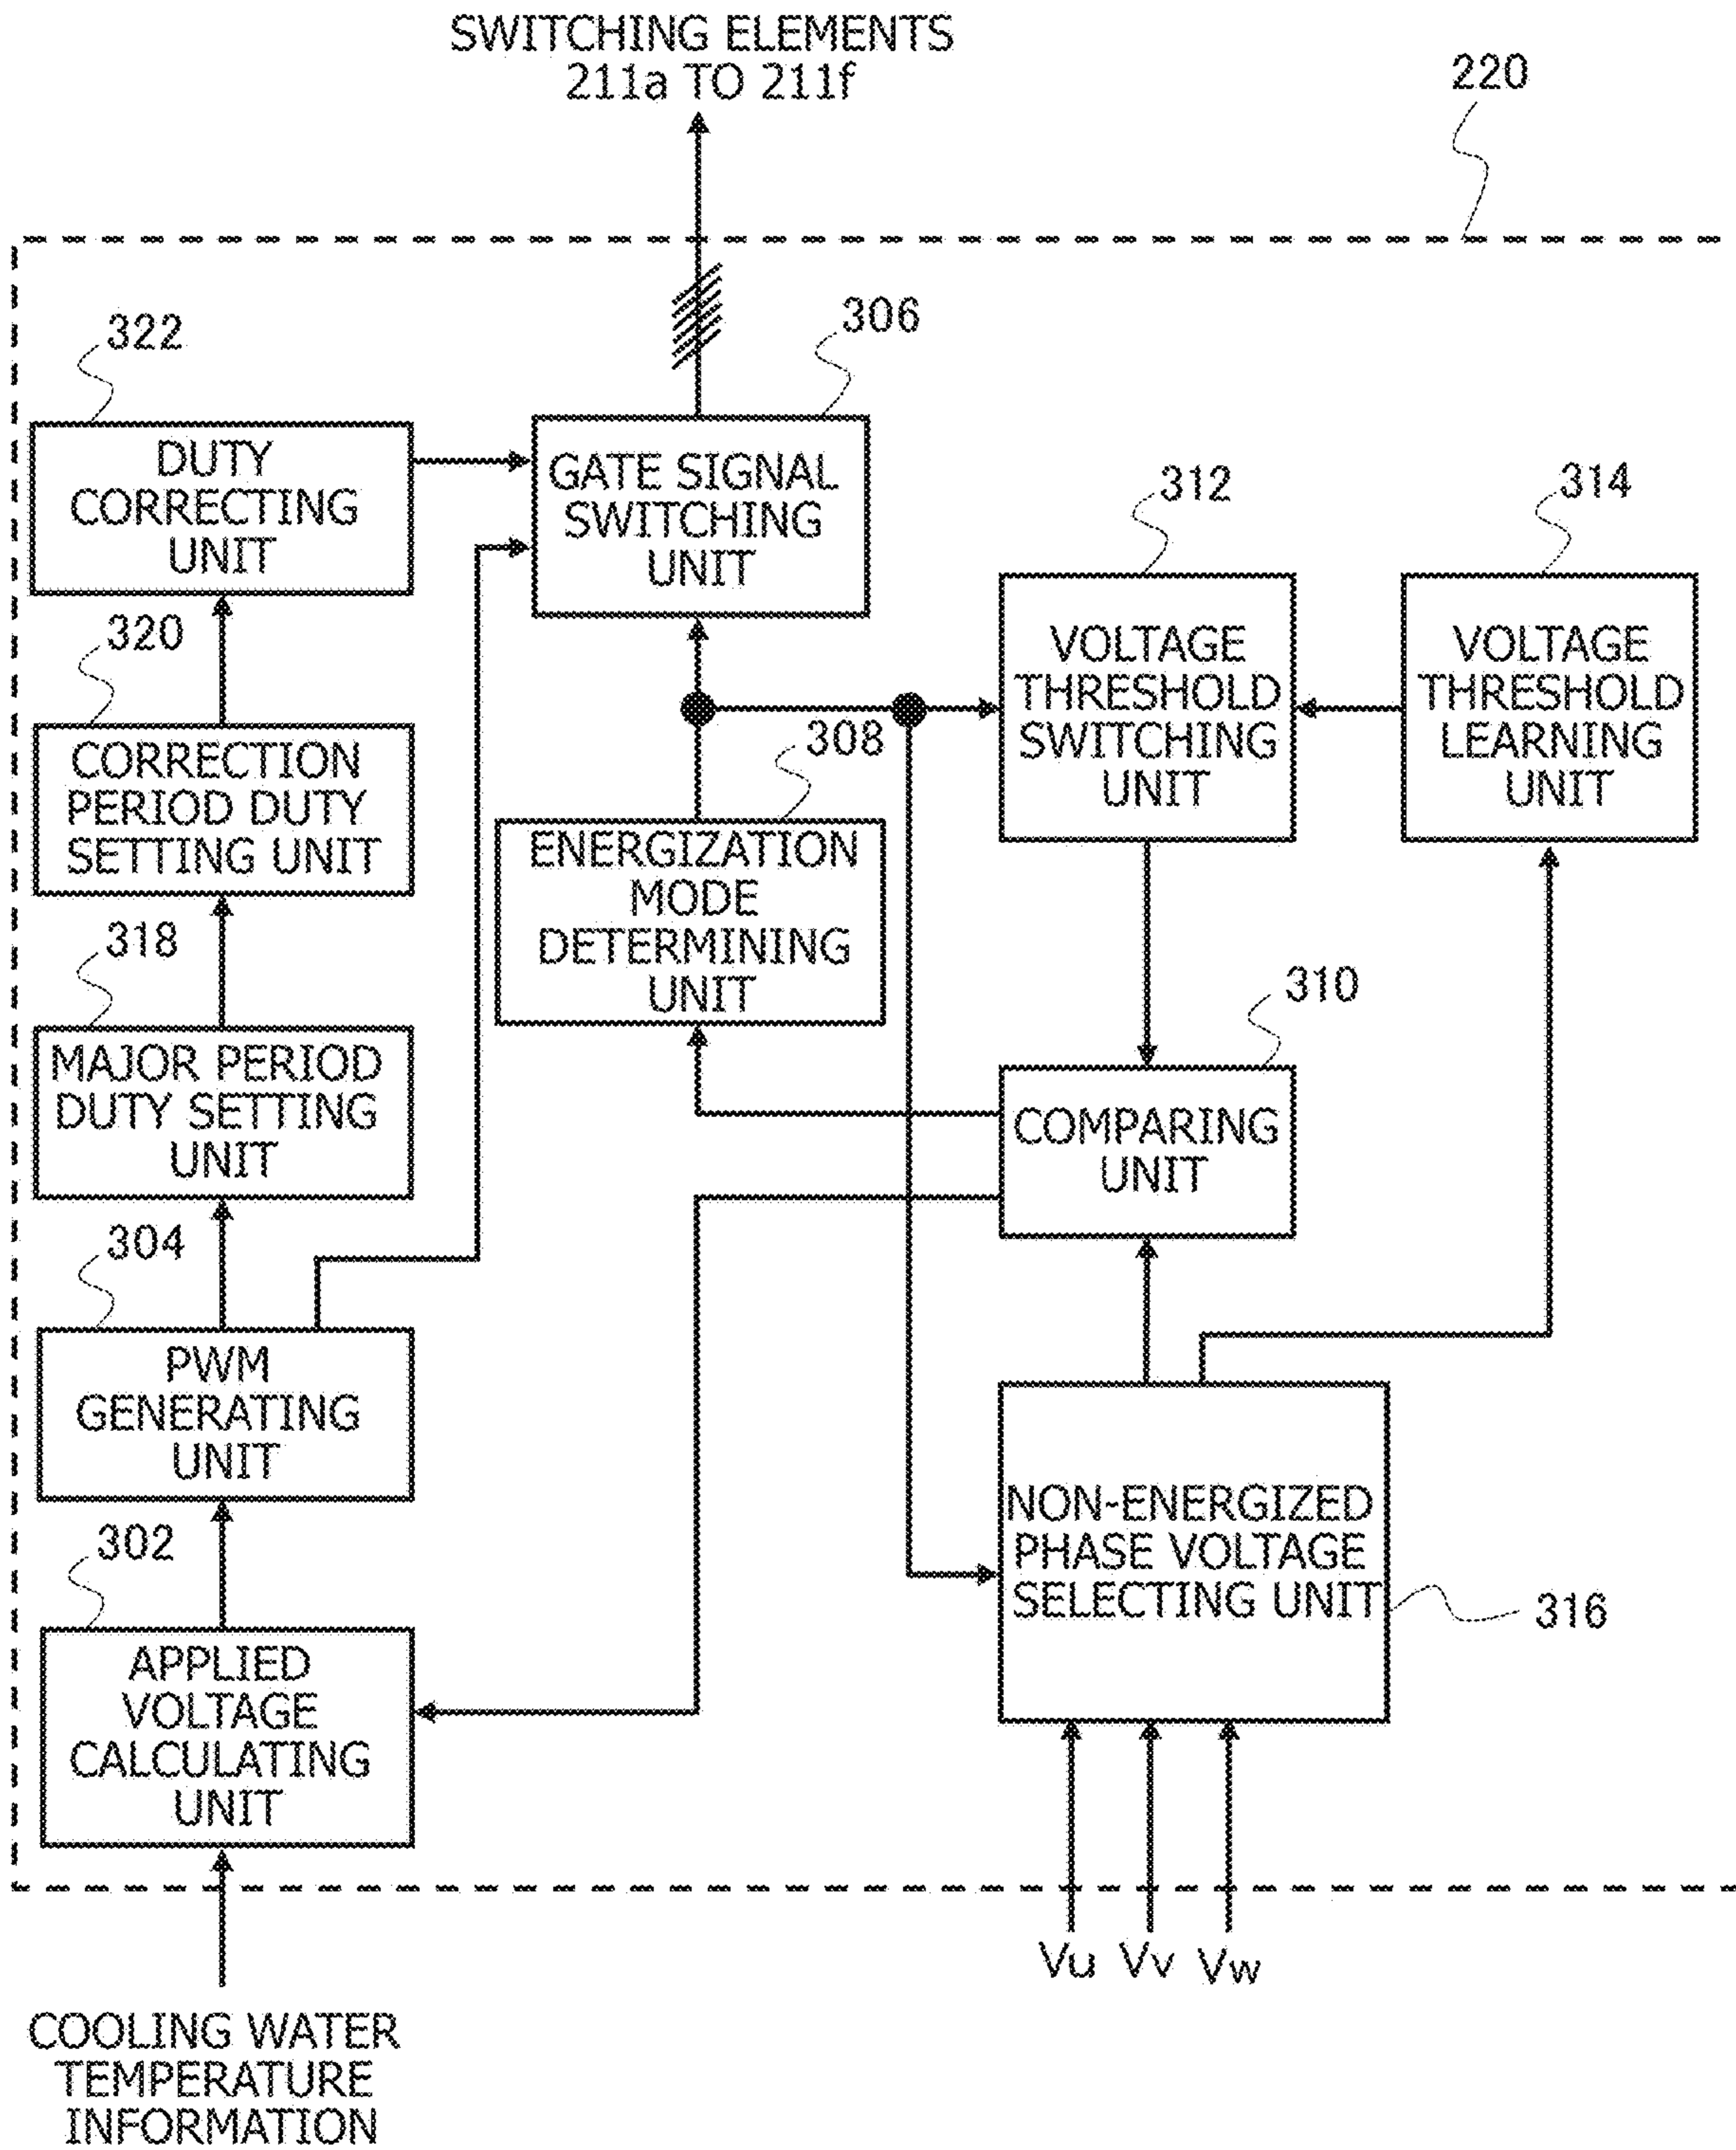 SWITCHING ELEMENTS
211a TO 211f
220
322
306
DUTY
CORRECTING
UNIT
GATE SIGNAL
SWITCHING
UNIT
312
314
320
VOLTAGE
THRESHOLD
SWITCHING
UNIT
VOLTAGE
THRESHOLD
LEARNING
UNIT
CORRECTION
PERIOD DUTY
SETTING UNIT
308
ENERGIZATION
MODE
DETERMINING
UNIT
318
310
MAJOR PERIOD
DUTY SETTING
UNIT
COMPARING
UNIT
304
PWM
GENERATING
UNIT
NON-ENERGIZED
PHASE VOLTAGE
SELECTING UNIT
316
302
APPLIED
VOLTAGE
CALCULATING
UNIT
Vu Vv Vw
COOLING WATER
TEMPERATURE
INFORMATION